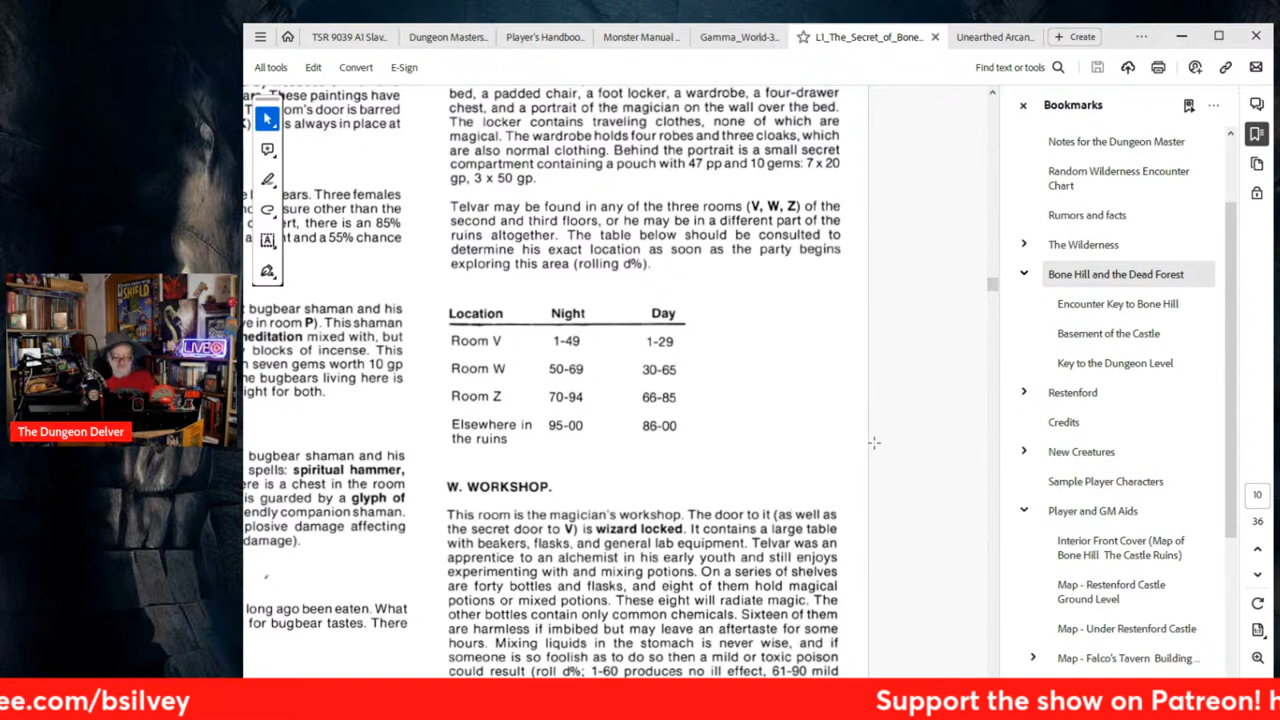 TSR 9039 A1 Slav...
Dungeon Masters...
Player's Handboo...
Monster Manual ...
Gamma_World-3...
L1_The_Secret_of_Bone...
Unearthed Arcan...
Create
All tools
Edit
Convert
E-Sign
Find text or tools
These paintings have
m's door is barred
s always in place at
ears. Three females
sure other than the
rt, there is an 85%
t and a 55% chance
bugbear shaman and his
ve in room P). This shaman
neditation mixed with, but
blocks of incense. This
n seven gems worth 10 gp
he bugbears living here is
ight for both.
bugbear shaman and his
spells: spiritual hammer,
ere is a chest in the room
is guarded by a glyph of
endly companion shaman.
plosive damage affecting
damage).
long ago been eaten. What
for bugbear tastes. There
bed, a padded chair, a foot locker, a wardrobe, a four-drawer
chest, and a portrait of the magician on the wall over the bed.
The locker contains traveling clothes, none of which are
magical. The wardrobe holds four robes and three cloaks, which
are also normal clothing. Behind the portrait is a small secret
compartment containing a pouch with 47 pp and 10 gems: 7 x 20
gp, 3 x 50 gp.
Telvar may be found in any of the three rooms (V, W, Z) of the
second and third floors, or he may be in a different part of the
ruins altogether. The table below should be consulted to
determine his exact location as soon as the party begins
exploring this area (rolling d%).
Location Night Day
Room V 1-49 1-29
Room W 50-69 30-65
Room Z 70-94 66-85
Elsewhere in 95-00 86-00
the ruins
W. WORKSHOP.
This room is the magician's workshop. The door to it (as well as
the secret door to V) is wizard locked. It contains a large table
with beakers, flasks, and general lab equipment. Telvar was an
apprentice to an alchemist in his early youth and still enjoys
experimenting with and mixing potions. On a series of shelves
are forty bottles and flasks, and eight of them hold magical
potions or mixed potions. These eight will radiate magic. The
other bottles contain only common chemicals. Sixteen of them
are harmless if imbibed but may leave an aftertaste for some
hours. Mixing liquids in the stomach is never wise, and if
someone is so foolish as to do so then a mild or toxic poison
could result (roll d%; 1-60 produces no ill effect, 61-90 mild
Bookmarks
Notes for the Dungeon Master
Random Wilderness Encounter
Chart
Rumors and facts
The Wilderness
Bone Hill and the Dead Forest
Encounter Key to Bone Hill
Basement of the Castle
Key to the Dungeon Level
Restenford
Credits
New Creatures
Sample Player Characters
Player and GM Aids
Interior Front Cover (Map of
Bone Hill The Castle Ruins)
Map - Restenford Castle
Ground Level
Map - Under Restenford Castle
Map - Falco's Tavern Building ...
10
36
SHIELD
LIVE
The Dungeon Delver
ee.com/bsilvey
Support the show on Patreon! h